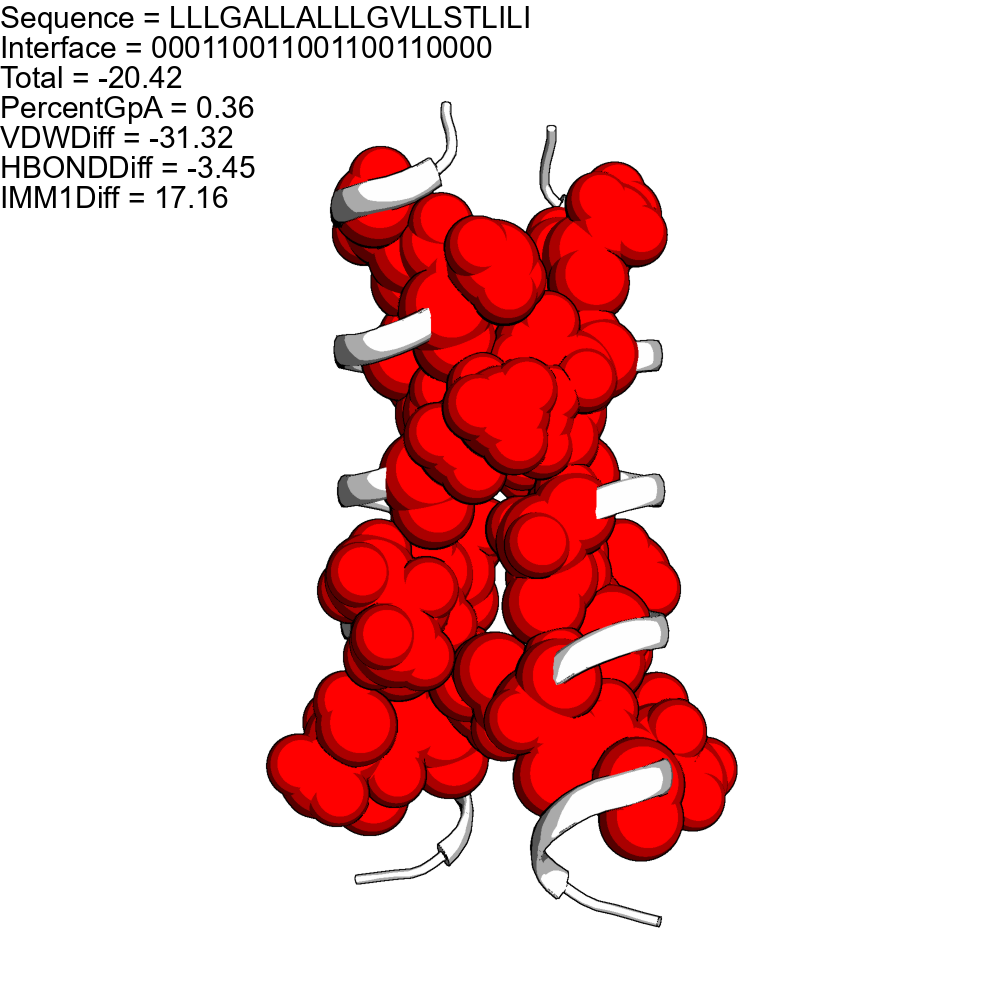 Sequence = LLLGALLALLLGVLLSTLILI
Interface = 000110011001100110000
Total = -20.42
PercentGpA = 0.36
VDWDiff = -31.32
HBONDDiff = -3.45
IMM1Diff = 17.16